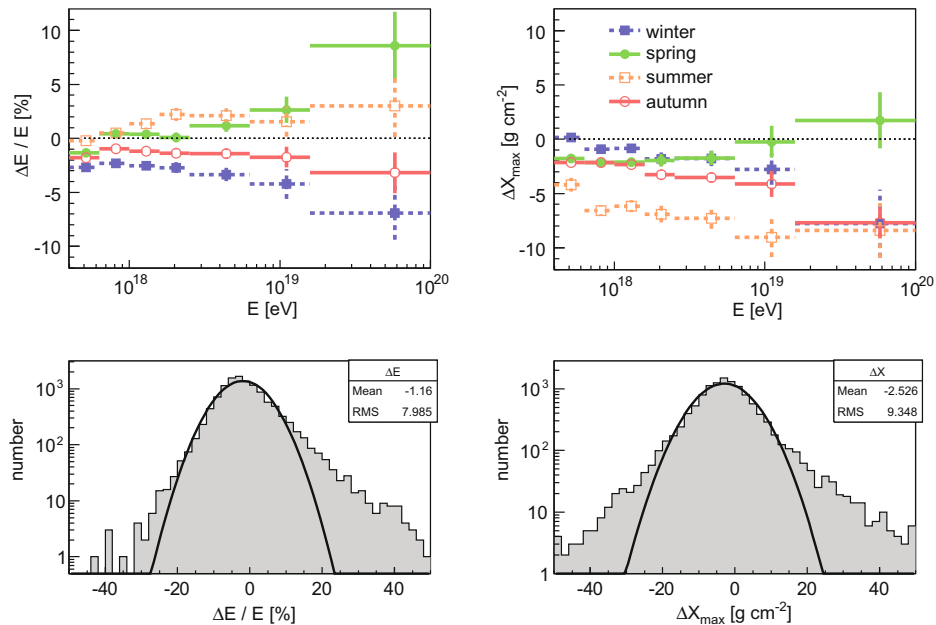 10
5
0
-5
-10
ΔE / E [%]
10^18
10^19
10^20
E [eV]
10
5
0
-5
-10
ΔX_max [g cm^-2]
winter
spring
summer
autumn
10^18
10^19
10^20
E [eV]
10^3
10^2
10
1
number
ΔE
Mean -1.16
RMS 7.985
-40 -20 0 20 40
ΔE / E [%]
10^3
10^2
10
1
number
ΔX
Mean -2.526
RMS 9.348
-40 -20 0 20 40
ΔX_max [g cm^-2]